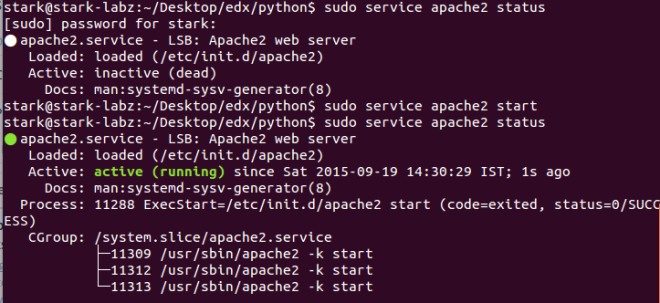 stark@stark-labz:~/Desktop/edx/python$ sudo service apache2 status
[sudo] password for stark:
●apache2.service - LSB: Apache2 web server
Loaded: loaded (/etc/init.d/apache2)
Active: inactive (dead)
Docs: man:systemd-sysv-generator(8)
stark@stark-labz:~/Desktop/edx/python$ sudo service apache2 start
stark@stark-labz:~/Desktop/edx/python$ sudo service apache2 status
●apache2.service - LSB: Apache2 web server
Loaded: loaded (/etc/init.d/apache2)
Active: active (running) since Sat 2015-09-19 14:30:29 IST; 1s ago
Docs: man:systemd-sysv-generator(8)
Process: 11288 ExecStart=/etc/init.d/apache2 start (code=exited, status=0/SUCC
ESS)
CGroup: /system.slice/apache2.service
├─11309 /usr/sbin/apache2 -k start
├─11312 /usr/sbin/apache2 -k start
└─11313 /usr/sbin/apache2 -k start